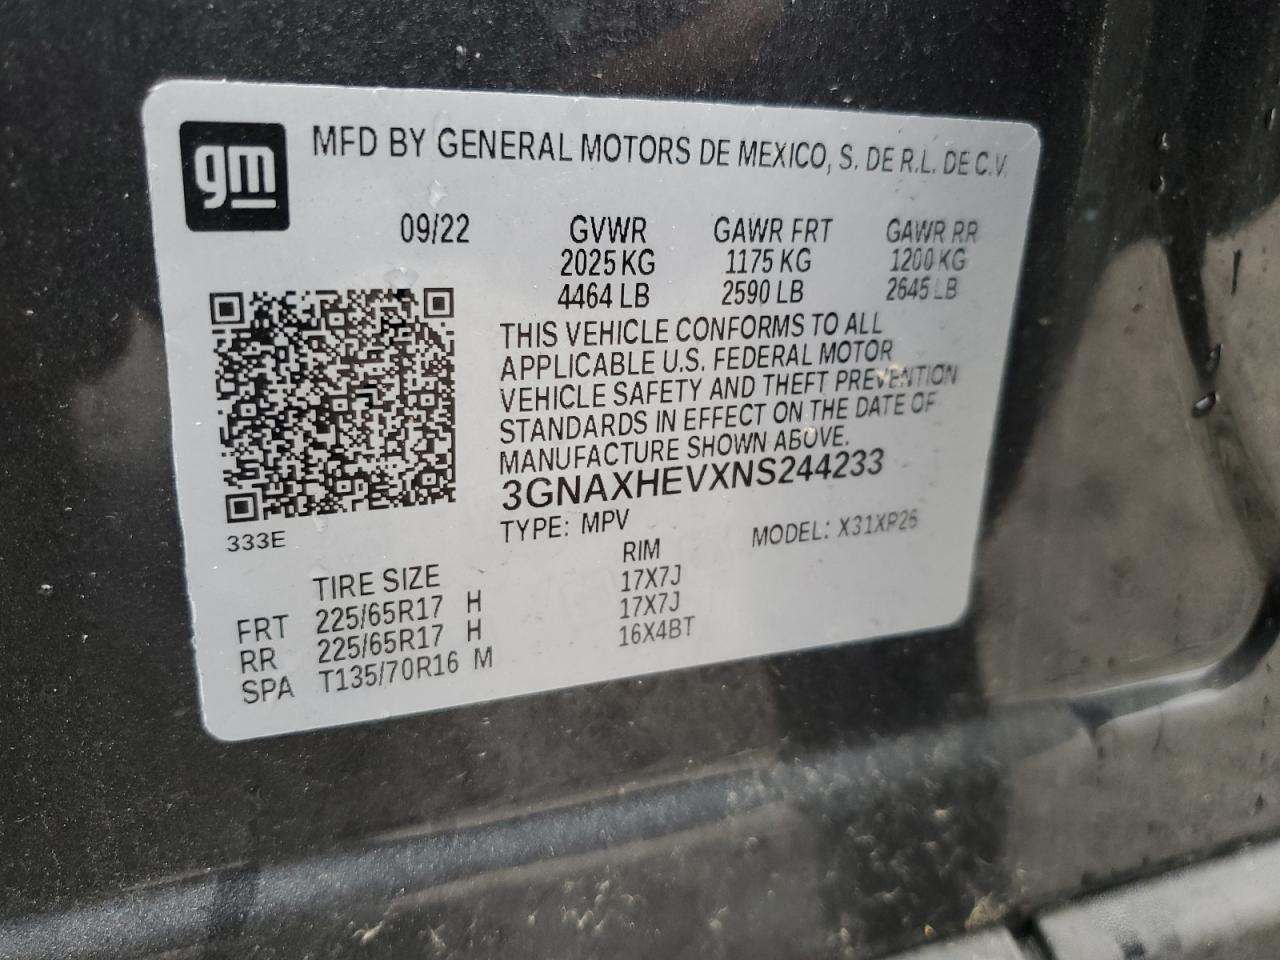 gm
MFD BY GENERAL MOTORS DE MEXICO, S. DE R.L. DE C.V.
09/22 GVWR GAWR FRT GAWR RR
2025 KG 1175 KG 1200 KG
4464 LB 2590 LB 2645 LB
THIS VEHICLE CONFORMS TO ALL
APPLICABLE U.S. FEDERAL MOTOR
VEHICLE SAFETY AND THEFT PREVENTION
STANDARDS IN EFFECT ON THE DATE OF
MANUFACTURE SHOWN ABOVE.
3GNAXHEVXNS244233
TYPE: MPV MODEL: X31XP26
333E
TIRE SIZE RIM
FRT 225/65R17 H 17X7J
RR 225/65R17 H 17X7J
SPA T135/70R16 M 16X4BT